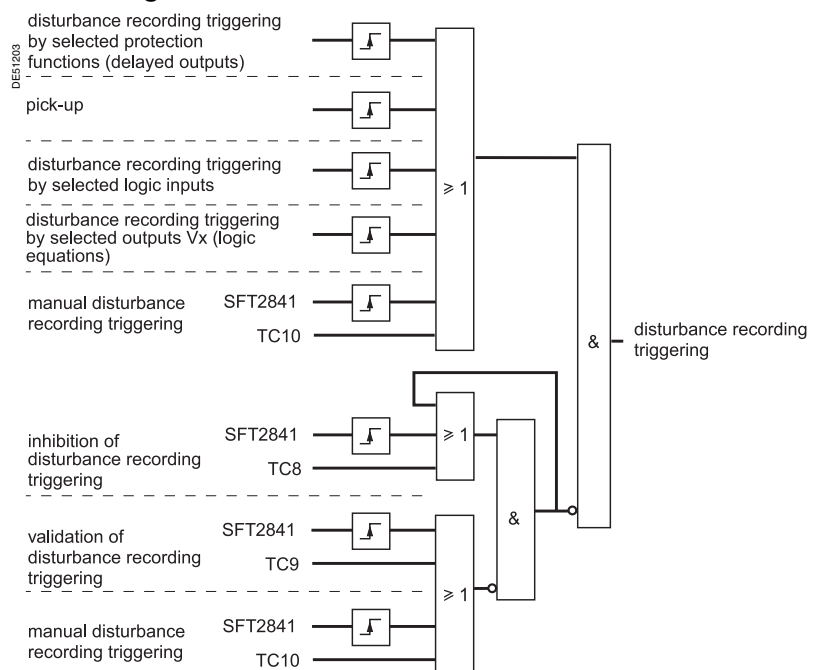 disturbance recording triggering
by selected protection
functions (delayed outputs)
DE51203
pick-up
disturbance recording triggering
by selected logic inputs
≥ 1
disturbance recording triggering
by selected outputs Vx (logic
equations)
manual disturbance
recording triggering
SFT2841
TC10
&
disturbance recording
triggering
inhibition of
disturbance recording
triggering
SFT2841
TC8
≥ 1
&
validation of
disturbance recording
triggering
SFT2841
TC9
≥ 1
manual disturbance
recording triggering
SFT2841
TC10